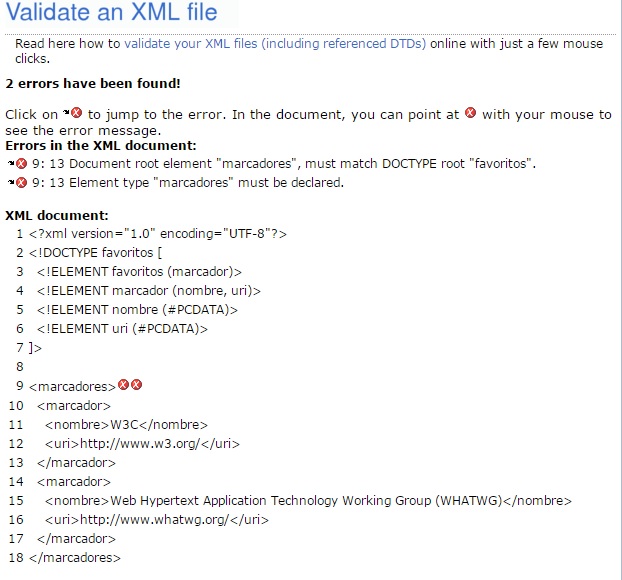 Validate an XML file
Read here how to validate your XML files (including referenced DTDs) online with just a few mouse
clicks.
2 errors have been found!
Click on to jump to the error. In the document, you can point at with your mouse to
see the error message.
Errors in the XML document:
9: 13 Document root element "marcadores", must match DOCTYPE root "favoritos".
9: 13 Element type "marcadores" must be declared.
XML document:
1 <?xml version="1.0" encoding="UTF-8"?>
2 <!DOCTYPE favoritos [
3 <!ELEMENT favoritos (marcador)>
4 <!ELEMENT marcador (nombre, uri)>
5 <!ELEMENT nombre (#PCDATA)>
6 <!ELEMENT uri (#PCDATA)>
7 ]>
8
9 <marcadores>
10 <marcador>
11 <nombre>W3C</nombre>
12 <uri>http://www.w3.org/</uri>
13 </marcador>
14 <marcador>
15 <nombre>Web Hypertext Application Technology Working Group (WHATWG)</nombre>
16 <uri>http://www.whatwg.org/</uri>
17 </marcador>
18 </marcadores>